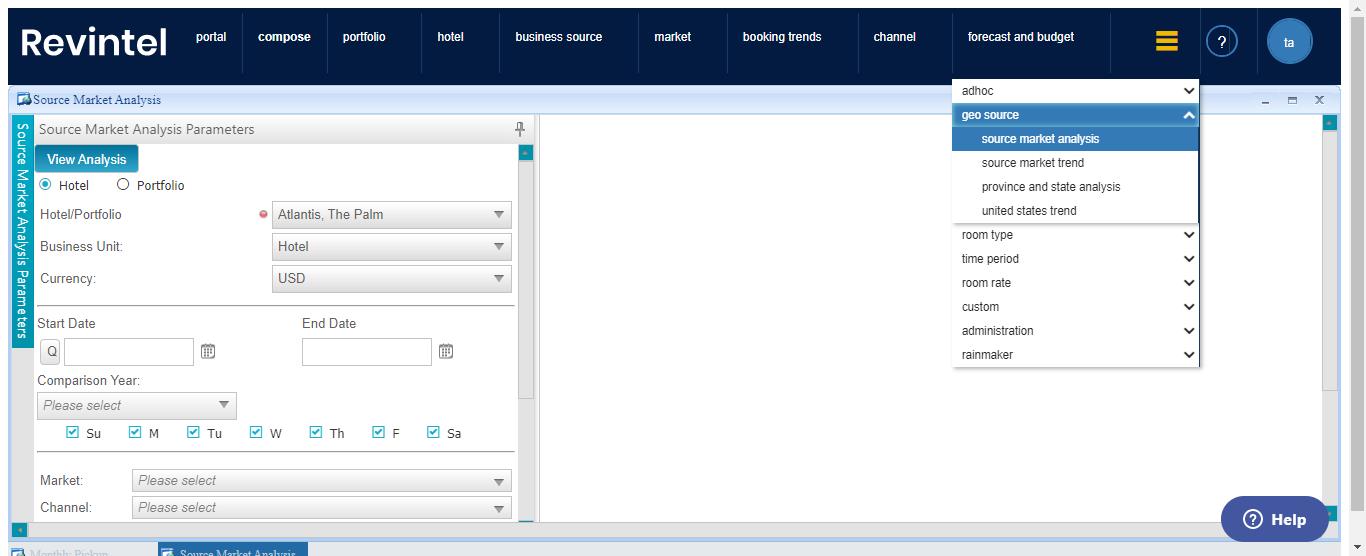 Revintel
portal
compose
portfolio
hotel
business source
market
booking trends
channel
forecast and budget
?
ta
Source Market Analysis
adhoc
geo source
source market analysis
source market trend
province and state analysis
united states trend
room type
time period
room rate
custom
administration
rainmaker
Source Market Analysis Parameters
Source Market Analysis Parameters
View Analysis
Hotel Portfolio
Hotel/Portfolio Atlantis, The Palm
Business Unit: Hotel
Currency: USD
Start Date End Date
Q
Comparison Year:
Please select
Su M Tu W Th F Sa
Market: Please select
Channel: Please select
? Help
Monthly Pickup
Source Market Analysis